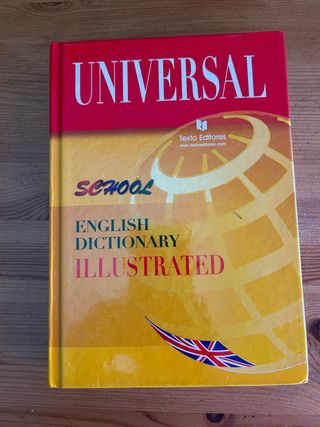 UNIVERSAL
Texto Editores
www.textoeditores.com
SCHOOL
ENGLISH
DICTIONARY
ILLUSTRATED